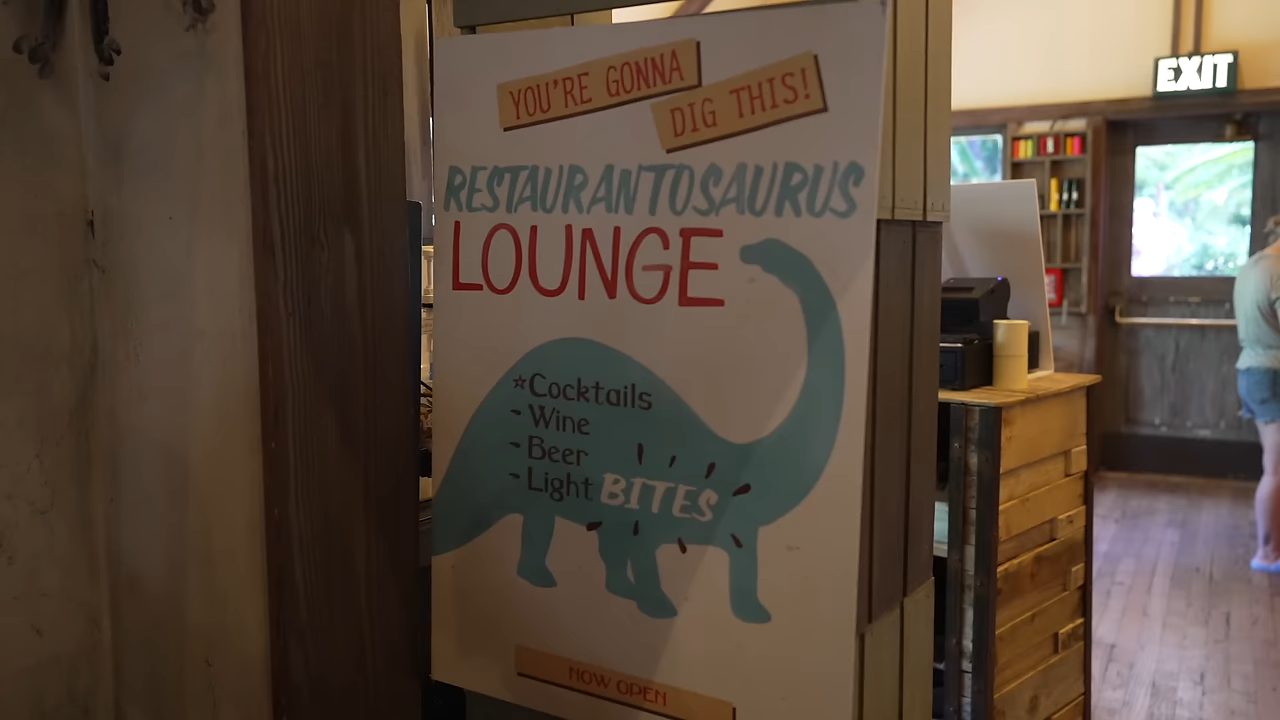 YOU'RE GONNA
DIG THIS!
RESTAURANTOSAURUS
LOUNGE
☆Cocktails
- Wine
- Beer
- Light BITES
NOW OPEN
EXIT